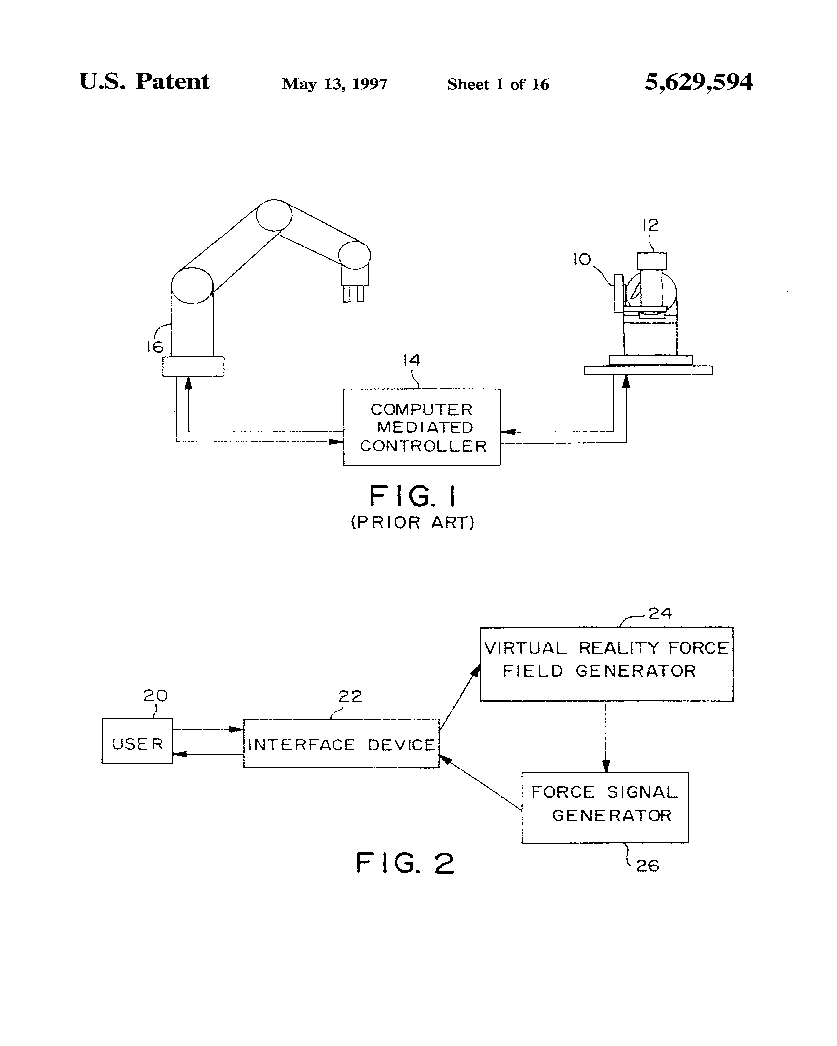 U.S. Patent May 13, 1997 Sheet 1 of 16 5,629,594
12
10
16
14
COMPUTER
MEDIATED
CONTROLLER
FIG. 1
(PRIOR ART)
24
VIRTUAL REALITY FORCE
FIELD GENERATOR
20
22
USER
INTERFACE DEVICE
FORCE SIGNAL
GENERATOR
26
FIG. 2